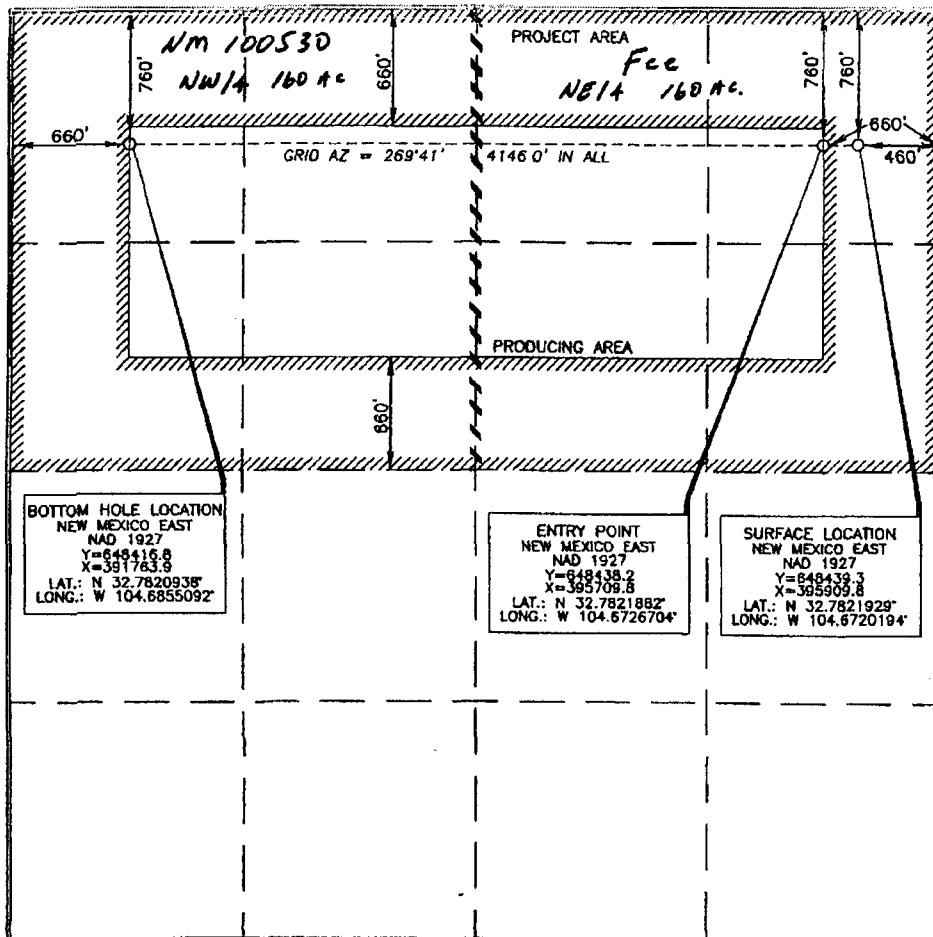 NM 100530
NW/4 160 Ac
760'
660'
PROJECT AREA
Fee
NE/4 160 Ac.
760'
760'
660'
660'
460'
GRID AZ = 269°41'
4146.0' IN ALL
PRODUCING AREA
660'
BOTTOM HOLE LOCATION
NEW MEXICO EAST
NAD 1927
Y=648416.8
X=391763.9
LAT.: N 32.7820938°
LONG.: W 104.6855092°
ENTRY POINT
NEW MEXICO EAST
NAD 1927
Y=648438.2
X=395709.8
LAT.: N 32.7821882°
LONG.: W 104.6726704°
SURFACE LOCATION
NEW MEXICO EAST
NAD 1927
Y=648439.3
X=395909.8
LAT.: N 32.7821929°
LONG.: W 104.6720194°